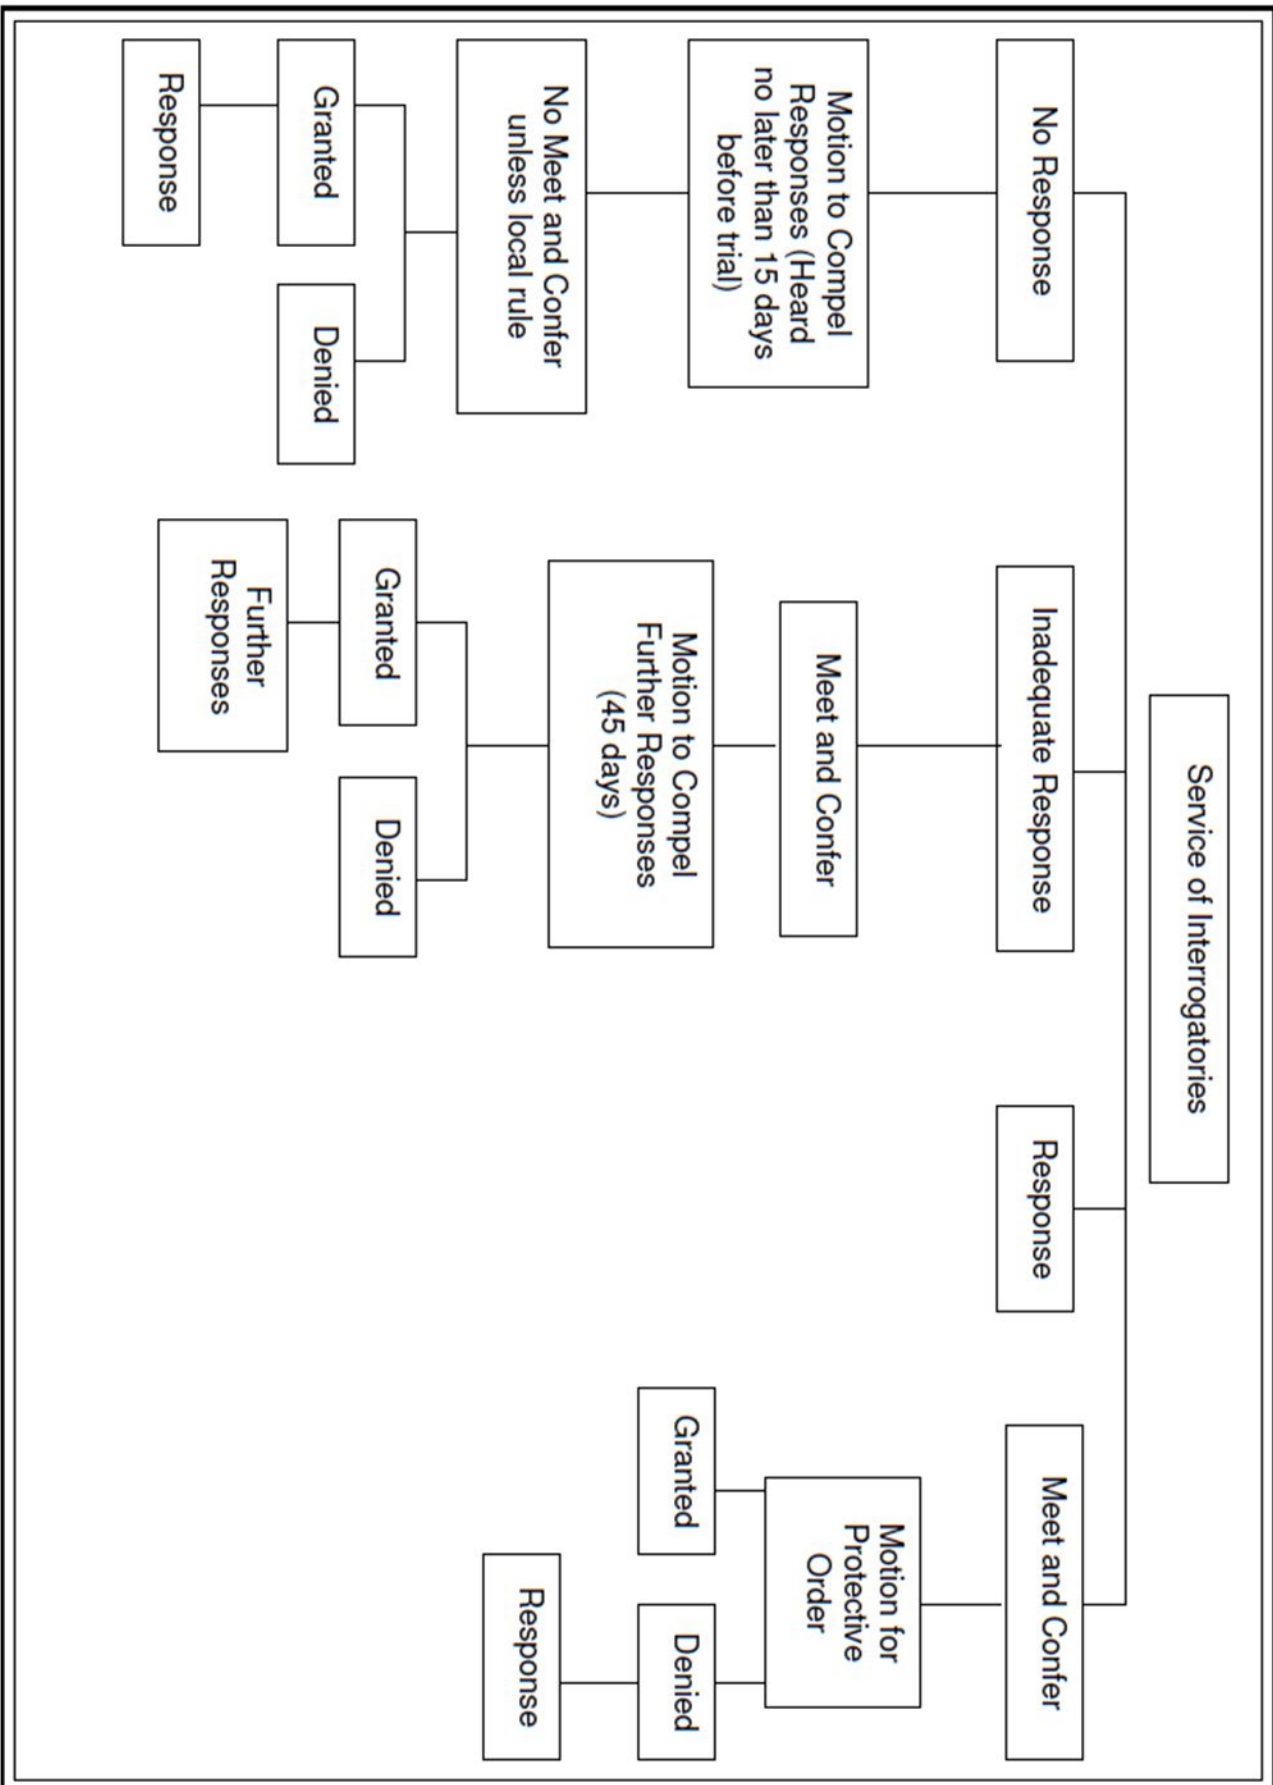 Service of Interrogatories
No Response
Motion to Compel
Responses (Heard
no later than 15 days
before trial)
No Meet and Confer
unless local rule
Granted
Denied
Response
Inadequate Response
Meet and Confer
Motion to Compel
Further Responses
(45 days)
Granted
Denied
Further
Responses
Response
Meet and Confer
Motion for
Protective
Order
Granted
Denied
Response